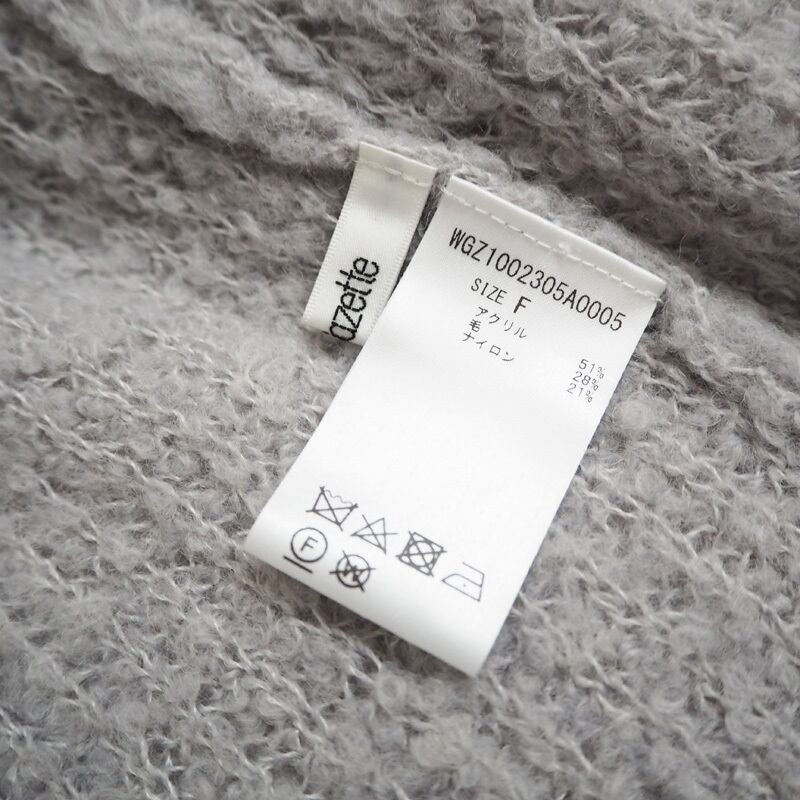 azette
WGZ1002305A0005
SIZE F
アクリル 51%
毛 28%
ナイロン 21%
F
W